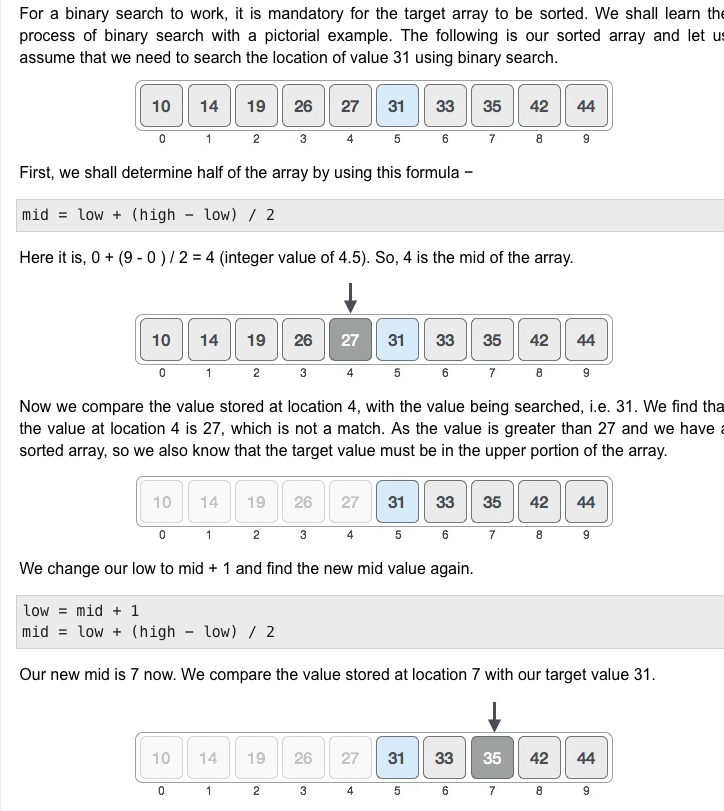 For a binary search to work, it is mandatory for the target array to be sorted. We shall learn the
process of binary search with a pictorial example. The following is our sorted array and let us
assume that we need to search the location of value 31 using binary search.
10 14 19 26 27 31 33 35 42 44
0 1 2 3 4 5 6 7 8 9
First, we shall determine half of the array by using this formula −
mid = low + (high − low) / 2
Here it is, 0 + (9 - 0 ) / 2 = 4 (integer value of 4.5). So, 4 is the mid of the array.
10 14 19 26 27 31 33 35 42 44
0 1 2 3 4 5 6 7 8 9
Now we compare the value stored at location 4, with the value being searched, i.e. 31. We find tha
the value at location 4 is 27, which is not a match. As the value is greater than 27 and we have a
sorted array, so we also know that the target value must be in the upper portion of the array.
10 14 19 26 27 31 33 35 42 44
0 1 2 3 4 5 6 7 8 9
We change our low to mid + 1 and find the new mid value again.
low = mid + 1
mid = low + (high − low) / 2
Our new mid is 7 now. We compare the value stored at location 7 with our target value 31.
10 14 19 26 27 31 33 35 42 44
0 1 2 3 4 5 6 7 8 9